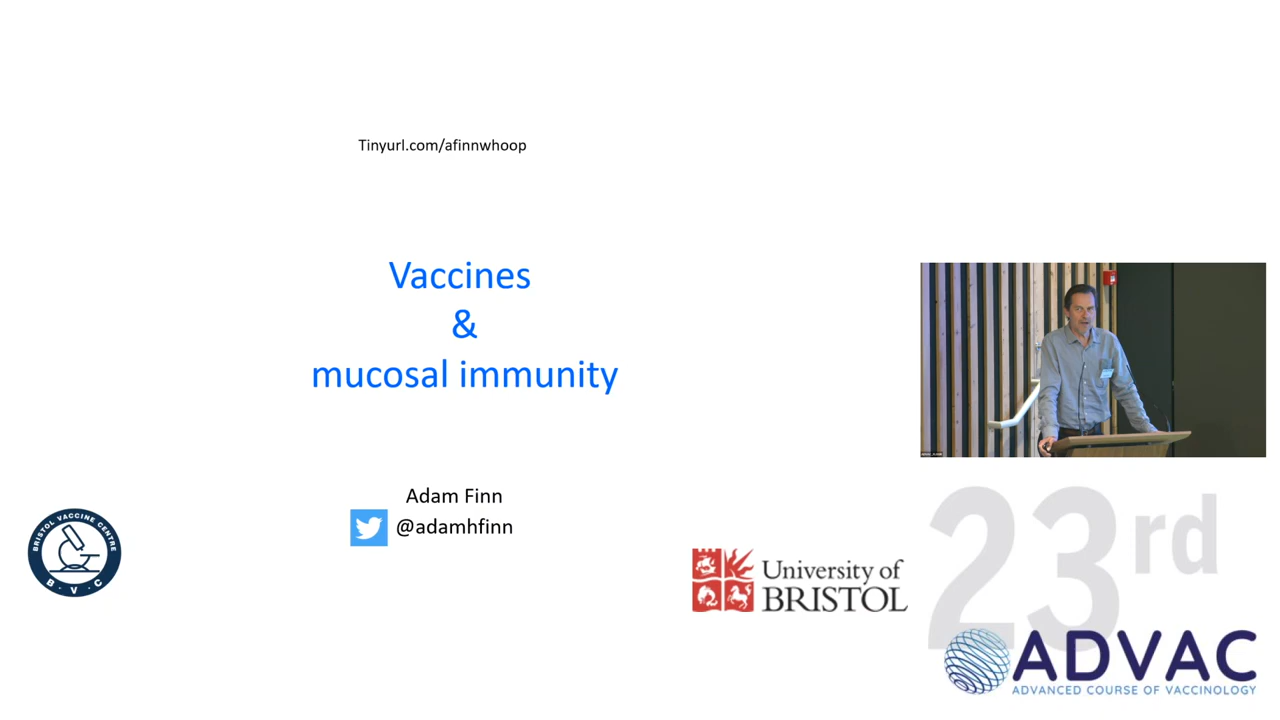 Tinyurl.com/afinnwhoop
Vaccines
&
mucosal immunity
Adam Finn
@adamhfinn
BRISTOL VACCINE CENTRE
B · V · C
University of
BRISTOL
23rd
ADVAC
ADVANCED COURSE OF VACCINOLOGY